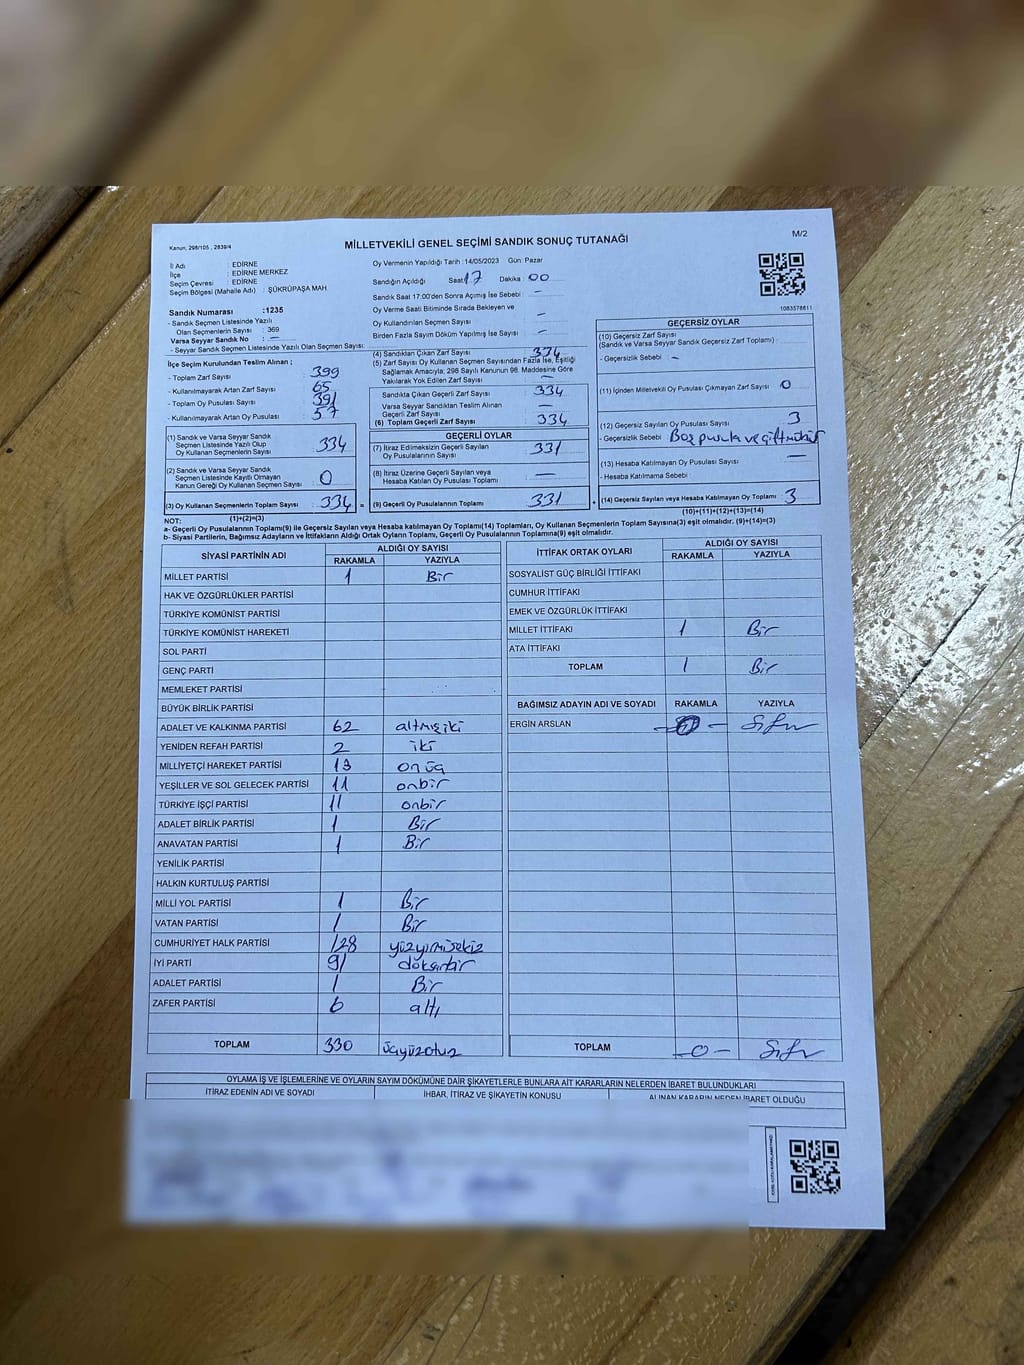 Kanun: 298/105 , 2839/4
MİLLETVEKİLİ GENEL SEÇİMİ SANDIK SONUÇ TUTANAĞI
M/2
İl Adı : EDİRNE
İlçe : EDİRNE MERKEZ
Seçim Çevresi : EDİRNE
Seçim Bölgesi (Mahalle Adı) : ŞÜKRÜPAŞA MAH
Sandık Numarası :1235
- Sandık Seçmen Listesinde Yazılı
Olan Seçmenlerin Sayısı : 369
Varsa Seyyar Sandık No : —
- Seyyar Sandık Seçmen Listesinde Yazılı Olan Seçmen Sayısı:
İlçe Seçim Kurulundan Teslim Alınan ;
- Toplam Zarf Sayısı : 399
- Kullanılmayarak Artan Zarf Sayısı : 65
- Toplam Oy Pusulası Sayısı : 391
- Kullanılmayarak Artan Oy Pusulası : 57
(1) Sandık ve Varsa Seyyar Sandık
Seçmen Listesinde Yazılı Olup
Oy Kullanan Seçmenlerin Sayısı 334
(2) Sandık ve Varsa Seyyar Sandık
Seçmen Listesinde Kayıtlı Olmayan
Kanun Gereği Oy Kullanan Seçmen Sayısı 0
(3) Oy Kullanan Seçmenlerin Toplam Sayısı : 334
(1)+(2)=(3)
Oy Vermenin Yapıldığı Tarih :14/05/2023 Gün: Pazar
Sandığın Açıldığı Saat 17 Dakika : 00
Sandık Saat 17:00'den Sonra Açılmış İse Sebebi : —
Oy Verme Saati Bitiminde Sırada Bekleyen ve
Oy Kullandırılan Seçmen Sayısı : —
Birden Fazla Sayım Döküm Yapılmış İse Sayısı : —
(4) Sandıktan Çıkan Zarf Sayısı : 334
(5) Zarf Sayısı Oy Kullanan Seçmen Sayısından Fazla İse, Eşitliği
Sağlamak Amacıyla; 298 Sayılı Kanunun 98. Maddesine Göre
Yakılarak Yok Edilen Zarf Sayısı : —
Sandıkta Çıkan Geçerli Zarf Sayısı : 334
Varsa Seyyar Sandıktan Teslim Alınan
Geçerli Zarf Sayısı : —
(6) Toplam Geçerli Zarf Sayısı : 334
GEÇERLİ OYLAR
(7) İtiraz Edilmeksizin Geçerli Sayılan
Oy Pusulalarının Sayısı : 331
(8) İtiraz Üzerine Geçerli Sayılan veya
Hesaba Katılan Oy Pusulası Toplamı : —
= (9) Geçerli Oy Pusulalarının Toplamı : 331 +
1083578811
GEÇERSİZ OYLAR
(10) Geçersiz Zarf Sayısı
(Sandık ve Varsa Seyyar Sandık Geçersiz Zarf Toplamı) :
- Geçersizlik Sebebi : —
(11) İçinden Milletvekili Oy Pusulası Çıkmayan Zarf Sayısı : 0
(12) Geçersiz Sayılan Oy Pusulası Sayısı : 3
- Geçersizlik Sebebi : Boş pusula ve çift mühür
(13) Hesaba Katılmayan Oy Pusulası Sayısı : —
- Hesaba Katılmama Sebebi :
(14) Geçersiz Sayılan veya Hesaba Katılmayan Oy Toplamı : 3
(10)+(11)+(12)+(13)=(14)
NOT:
a- Geçerli Oy Pusulalarının Toplamı(9) ile Geçersiz Sayılan veya Hesaba katılmayan Oy Toplamı(14) Toplamları, Oy Kullanan Seçmenlerin Toplam Sayısına(3) eşit olmalıdır. (9)+(14)=(3)
b- Siyasi Partilerin, Bağımsız Adayların ve İttifakların Aldığı Ortak Oyların Toplamı, Geçerli Oy Pusulalarının Toplamına(9) eşit olmalıdır.
SİYASİ PARTİNİN ADI ALDIĞI OY SAYISI
RAKAMLA YAZIYLA
MİLLET PARTİSİ 1 Bir
HAK VE ÖZGÜRLÜKLER PARTİSİ
TÜRKİYE KOMÜNİST PARTİSİ
TÜRKİYE KOMÜNİST HAREKETİ
SOL PARTİ
GENÇ PARTİ
MEMLEKET PARTİSİ
BÜYÜK BİRLİK PARTİSİ
ADALET VE KALKINMA PARTİSİ 62 altmışiki
YENİDEN REFAH PARTİSİ 2 iki
MİLLİYETÇİ HAREKET PARTİSİ 13 onüç
YEŞİLLER VE SOL GELECEK PARTİSİ 11 onbir
TÜRKİYE İŞÇİ PARTİSİ 11 onbir
ADALET BİRLİK PARTİSİ 1 Bir
ANAVATAN PARTİSİ 1 Bir
YENİLİK PARTİSİ
HALKIN KURTULUŞ PARTİSİ
MİLLİ YOL PARTİSİ 1 Bir
VATAN PARTİSİ 1 Bir
CUMHURİYET HALK PARTİSİ 128 yüzyirmisekiz
İYİ PARTİ 91 doksanbir
ADALET PARTİSİ 1 Bir
ZAFER PARTİSİ 6 altı
TOPLAM 330 üçyüzotuz
İTTİFAK ORTAK OYLARI ALDIĞI OY SAYISI
RAKAMLA YAZIYLA
SOSYALİST GÜÇ BİRLİĞİ İTTİFAKI
CUMHUR İTTİFAKI
EMEK VE ÖZGÜRLÜK İTTİFAKI
MİLLET İTTİFAKI 1 Bir
ATA İTTİFAKI
TOPLAM 1 Bir
BAĞIMSIZ ADAYIN ADI VE SOYADI RAKAMLA YAZIYLA
ERGİN ARSLAN — 0 — Sıfır
TOPLAM — 0 — Sıfır
OYLAMA İŞ VE İŞLEMLERİNE VE OYLARIN SAYIM DÖKÜMÜNE DAİR ŞİKAYETLERLE BUNLARA AİT KARARLARIN NELERDEN İBARET BULUNDUKLARI
İTİRAZ EDENİN ADI VE SOYADI İHBAR, İTİRAZ VE ŞİKAYETİN KONUSU ALINAN KARARIN NEDEN İBARET OLDUĞU